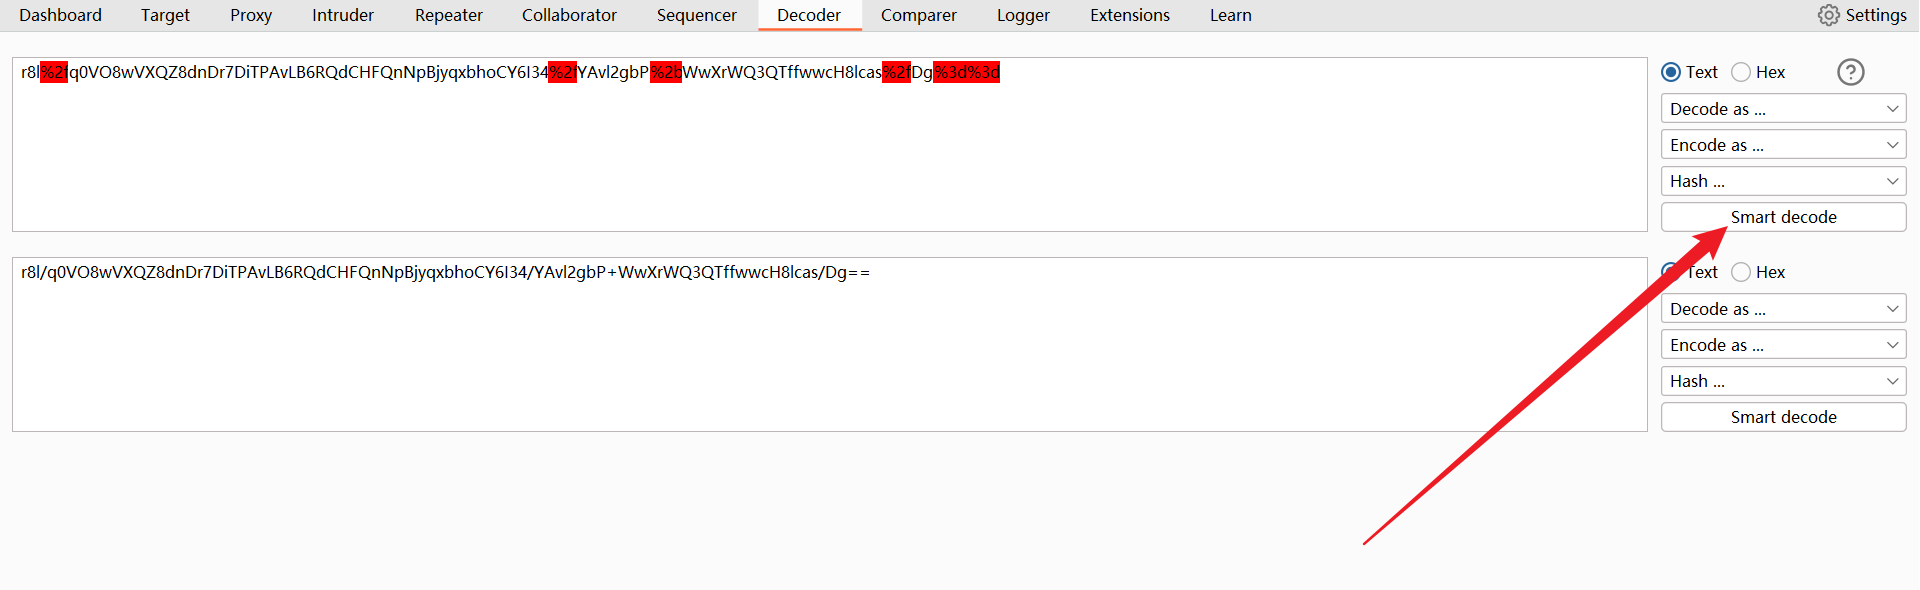 Dashboard Target Proxy Intruder Repeater Collaborator Sequencer Decoder Comparer Logger Extensions Learn Settings
r8l%2fq0VO8wVXQZ8dnDr7DiTPAvLB6RQdCHFQnNpBjyqxbhoCY6I34%2fYAvl2gbP%2bWwXrWQ3QTffwwcH8lcas%2fDg%3d%3d
Text Hex ?
Decode as ...
Encode as ...
Hash ...
Smart decode
r8l/q0VO8wVXQZ8dnDr7DiTPAvLB6RQdCHFQnNpBjyqxbhoCY6I34/YAvl2gbP+WwXrWQ3QTffwwcH8lcas/Dg==
Text Hex
Decode as ...
Encode as ...
Hash ...
Smart decode